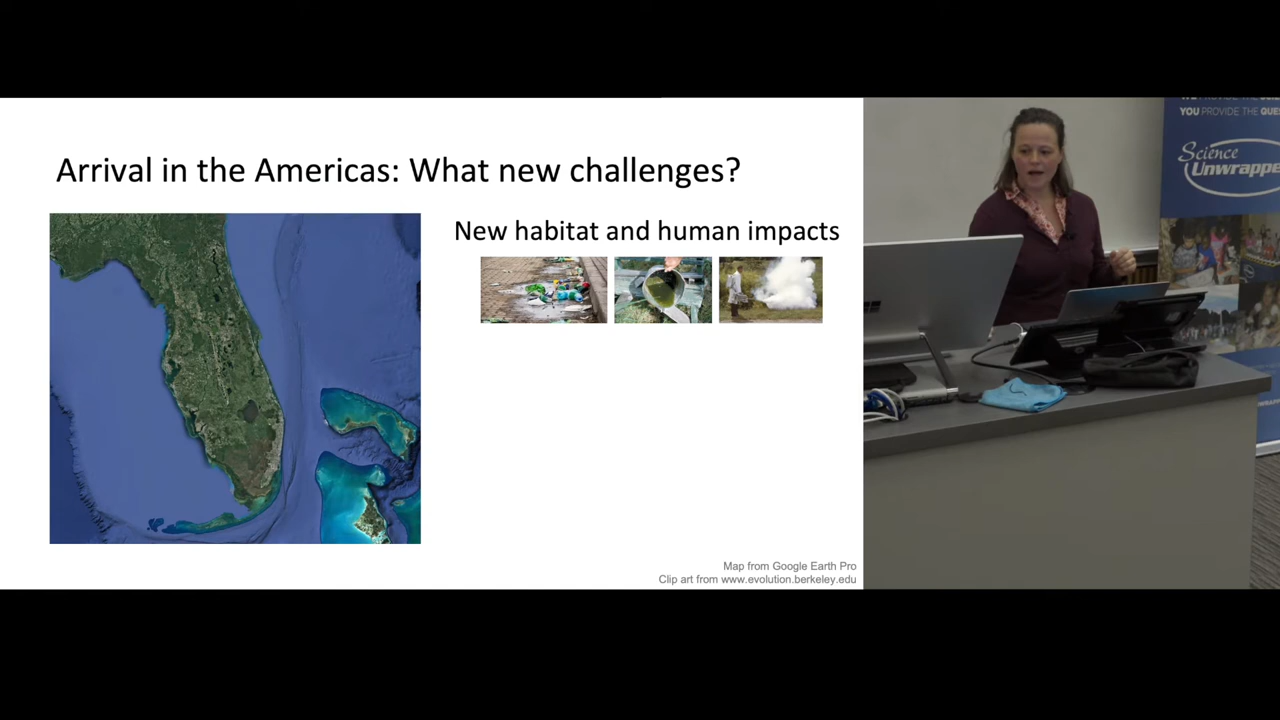 Arrival in the Americas: What new challenges?
New habitat and human impacts
Map from Google Earth Pro
Clip art from www.evolution.berkeley.edu
YOU PROVIDE THE QUES
Science
Unwrappe